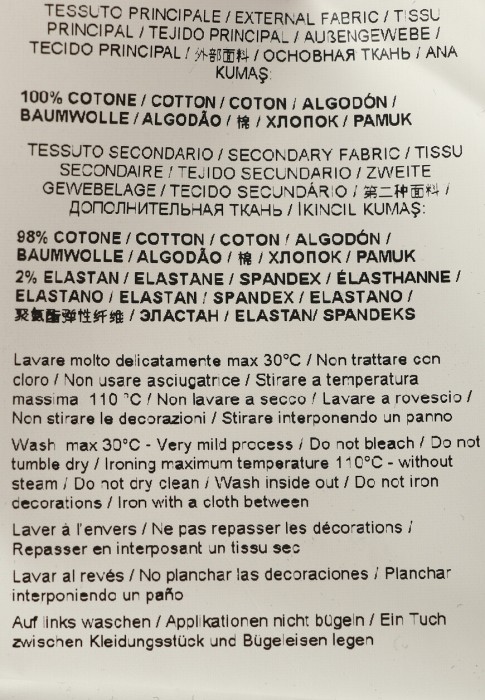 TESSUTO PRINCIPALE / EXTERNAL FABRIC / TISSU
PRINCIPAL / TEJIDO PRINCIPAL / AUßENGEWEBE /
TECIDO PRINCIPAL / 外部面料 / ОСНОВНАЯ ТКАНЬ / ANA
KUMAŞ:
100% COTONE / COTTON / COTON / ALGODÓN /
BAUMWOLLE / ALGODÃO / 棉 / ХЛОПОК / PAMUK
TESSUTO SECONDARIO / SECONDARY FABRIC / TISSU
SECONDAIRE / TEJIDO SECUNDARIO / ZWEITE
GEWEBELAGE / TECIDO SECUNDÁRIO / 第二种面料 /
ДОПОЛНИТЕЛЬНАЯ ТКАНЬ / İKINCIL KUMAŞ:
98% COTONE / COTTON / COTON / ALGODÓN /
BAUMWOLLE / ALGODÃO / 棉 / ХЛОПОК / PAMUK
2% ELASTAN / ELASTANE / SPANDEX / ÉLASTHANNE /
ELASTANO / ELASTAN / SPANDEX / ELASTANO /
聚氨酯弹性纤维 / ЭЛАСТАН / ELASTAN/ SPANDEKS
Lavare molto delicatamente max 30°C / Non trattare con
cloro / Non usare asciugatrice / Stirare a temperatura
massima 110 °C / Non lavare a secco / Lavare a rovescio /
Non stirare le decorazioni / Stirare interponendo un panno
Wash max 30°C - Very mild process / Do not bleach / Do not
tumble dry / Ironing maximum temperature 110°C - without
steam / Do not dry clean / Wash inside out / Do not iron
decorations / Iron with a cloth between
Laver à l'envers / Ne pas repasser les décorations /
Repasser en interposant un tissu sec
Lavar al revés / No planchar las decoraciones / Planchar
interponiendo un paño
Auf links waschen / Applikationen nicht bügeln / Ein Tuch
zwischen Kleidungsstück und Bügeleisen legen